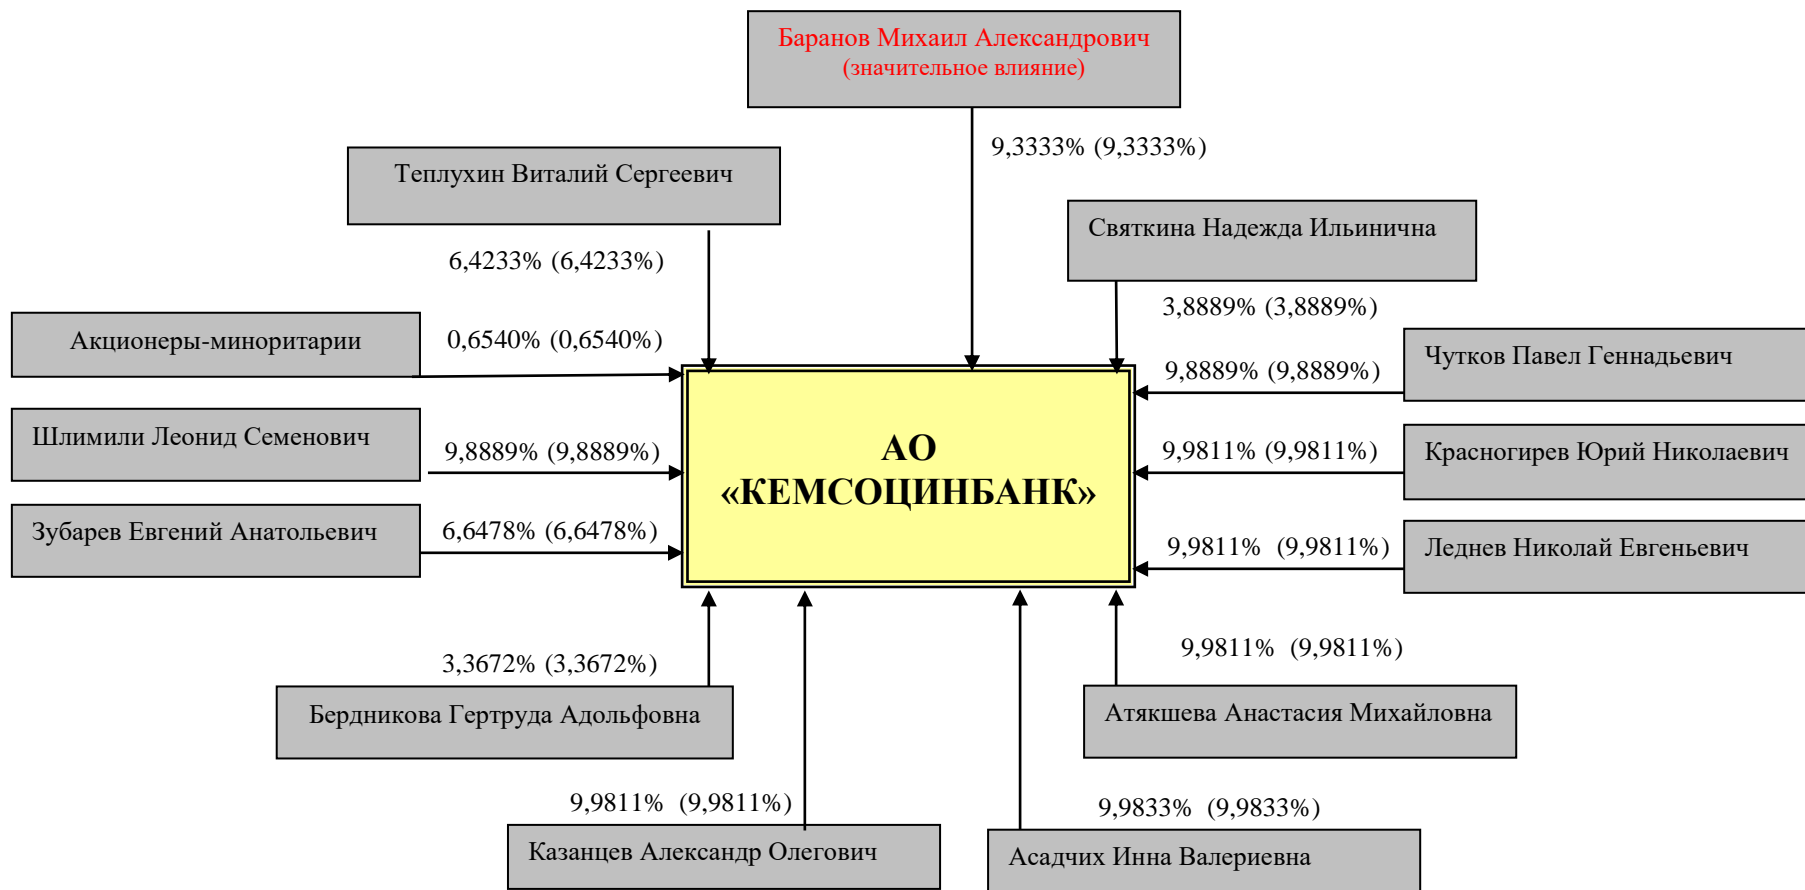 Баранов Михаил Александрович
(значительное влияние)
9,3333% (9,3333%)
Теплухин Виталий Сергеевич
6,4233% (6,4233%)
Святкина Надежда Ильинична
3,8889% (3,8889%)
Акционеры-миноритарии
0,6540% (0,6540%)
Чутков Павел Геннадьевич
9,8889% (9,8889%)
Шлимили Леонид Семенович
9,8889% (9,8889%)
АО
«КЕМСОЦИНБАНК»
9,9811% (9,9811%)
Красногирев Юрий Николаевич
Зубарев Евгений Анатольевич
6,6478% (6,6478%)
9,9811% (9,9811%)
Леднев Николай Евгеньевич
3,3672% (3,3672%)
Бердникова Гертруда Адольфовна
9,9811% (9,9811%)
Атякшева Анастасия Михайловна
9,9811% (9,9811%)
Казанцев Александр Олегович
9,9833% (9,9833%)
Асадчих Инна Валериевна